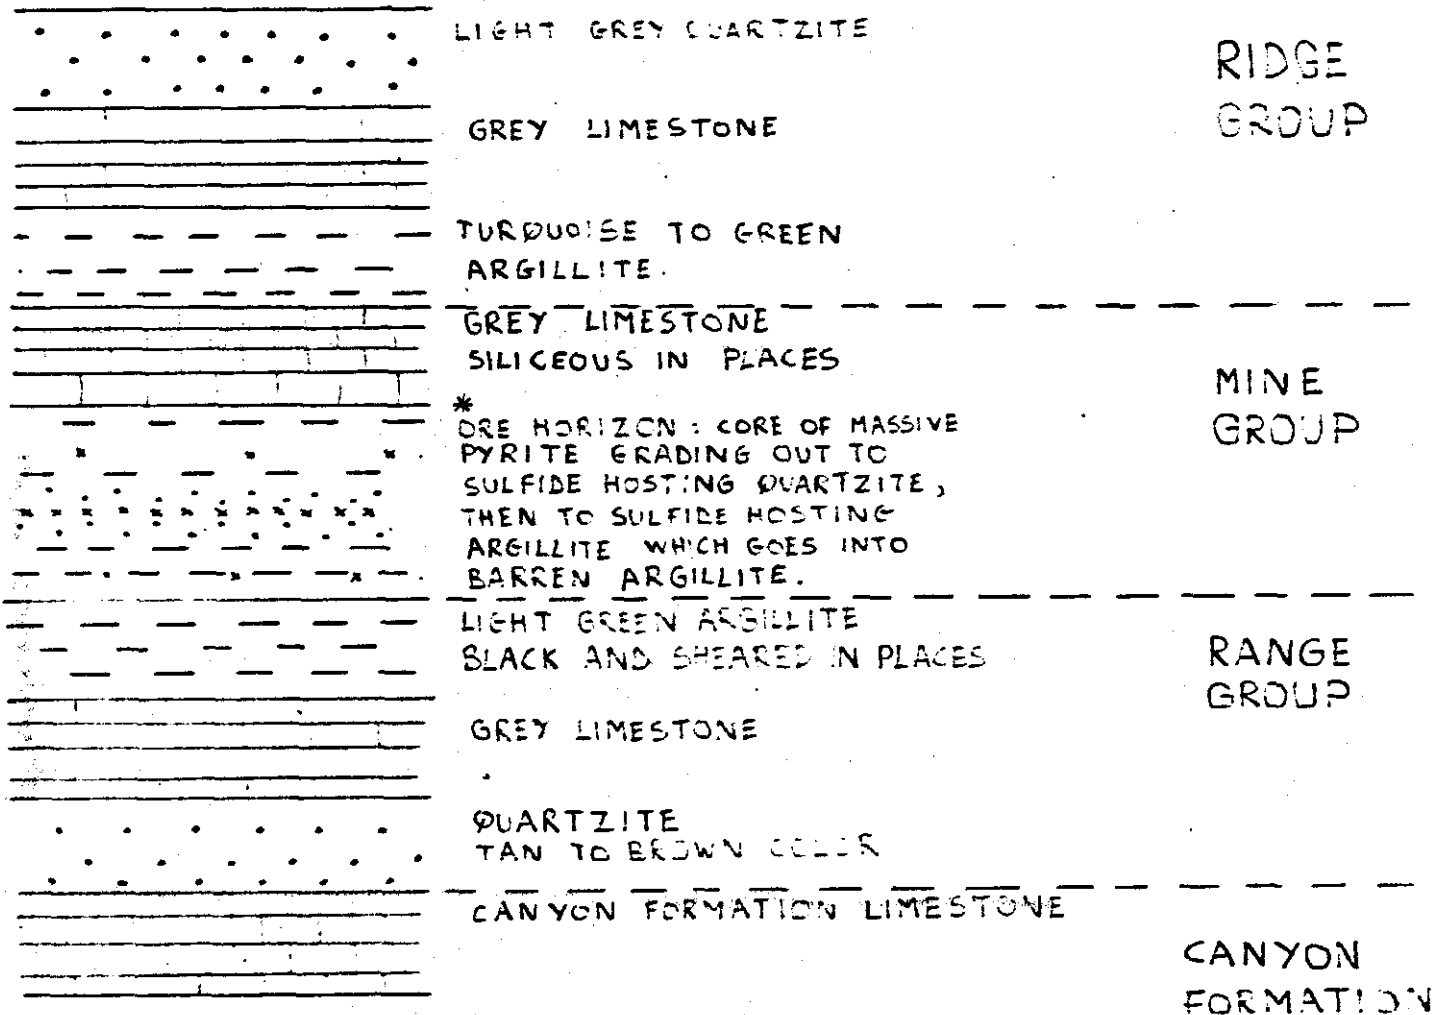 LIGHT GREY QUARTZITE
RIDGE
GROUP
GREY LIMESTONE
TURQUOISE TO GREEN
ARGILLITE.
GREY LIMESTONE
SILICEOUS IN PLACES
MINE
GROUP
*
ORE HORIZON: CORE OF MASSIVE
PYRITE GRADING OUT TO
SULFIDE HOSTING QUARTZITE,
THEN TO SULFIDE HOSTING
ARGILLITE WHICH GOES INTO
BARREN ARGILLITE.
LIGHT GREEN ARGILLITE
BLACK AND SHEARED IN PLACES
RANGE
GROUP
GREY LIMESTONE
QUARTZITE
TAN TO BROWN COLOR
CANYON FORMATION LIMESTONE
CANYON
FORMATION